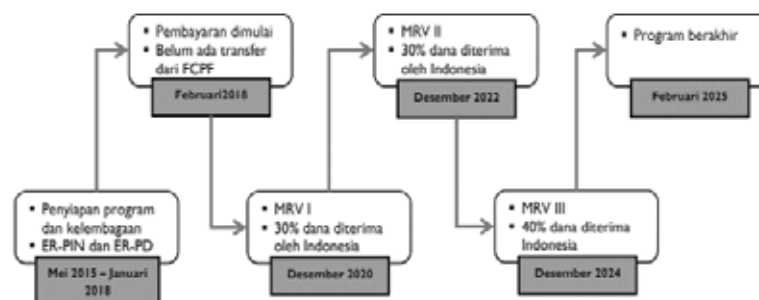 ▪ Pembayaran dimulai
▪ Belum ada transfer
dari FCPF
Februari2018
▪ MRV II
▪ 30% dana diterima
oleh Indonesia
Desember 2022
▪ Program berakhir
Februari 2025
▪ Penyiapan program
dan kelembagaan
▪ ER-PIN dan ER-PD
Mei 2015 – Januari
2018
▪ MRV I
▪ 30% dana diterima
oleh Indonesia
Desember 2020
▪ MRV III
▪ 40% dana diterima
Indonesia
Desember 2024